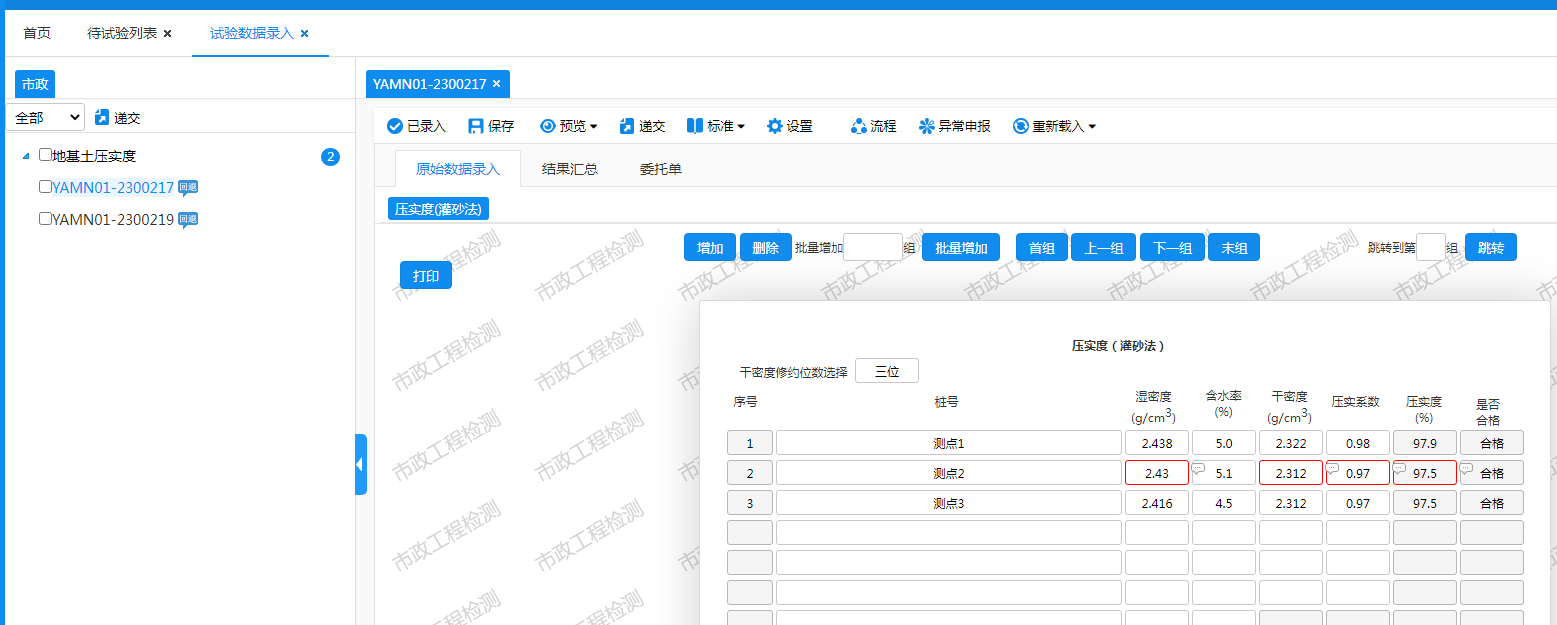 首页 待试验列表 × 试验数据录入 ×
市政 YAMN01-2300217 ×
全部 递交
已录入 保存 预览 递交 标准 设置 流程 异常申报 重新载入
地基土压实度 2
YAMN01-2300217 回退
YAMN01-2300219 回退
原始数据录入 结果汇总 委托单
压实度(灌砂法)
增加 删除 批量增加 组 批量增加 首组 上一组 下一组 末组 跳转到第 组 跳转
打印
市政工程检测
压实度（灌砂法）
干密度修约位数选择 三位
序号 桩号 湿密度 (g/cm3) 含水率 (%) 干密度 (g/cm3) 压实系数 压实度 (%) 是否 合格
1 测点1 2.438 5.0 2.322 0.98 97.9 合格
2 测点2 2.43 5.1 2.312 0.97 97.5 合格
3 测点3 2.416 4.5 2.312 0.97 97.5 合格